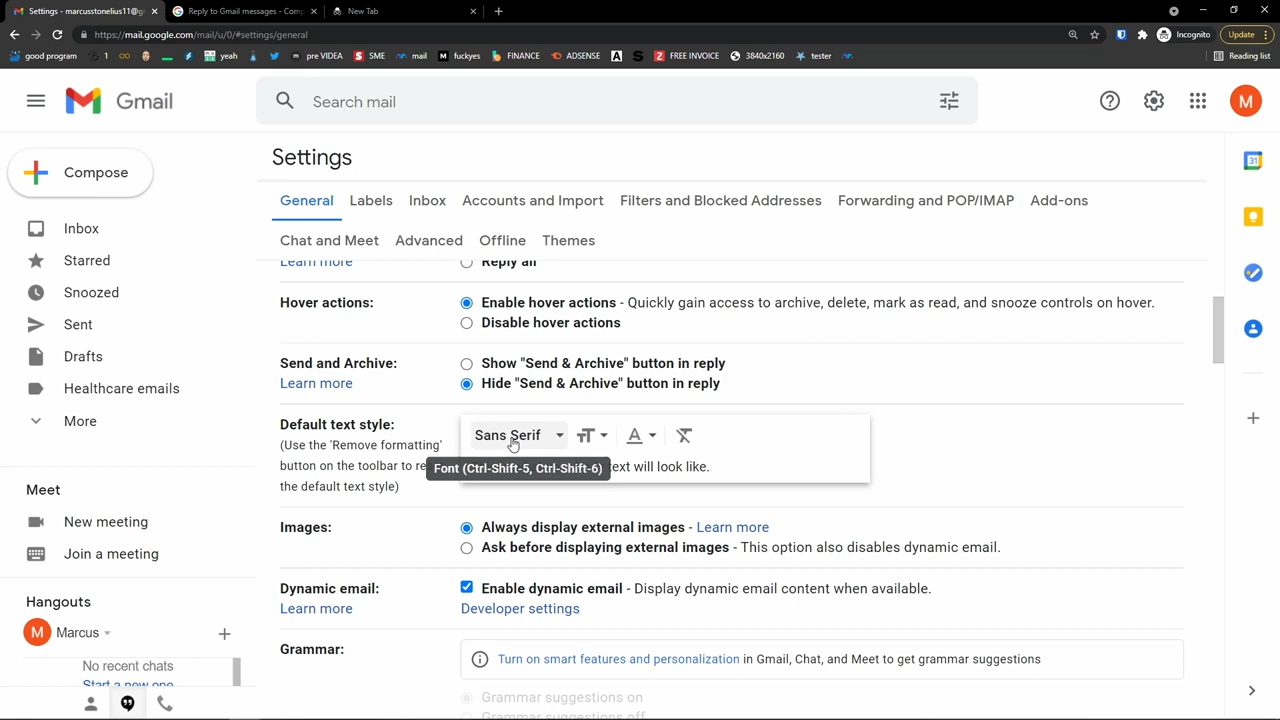 Settings - marcusstonelius11@g
Reply to Gmail messages - Comp
New Tab
https://mail.google.com/mail/u/0/#settings/general
Incognito
Update
good program
1
yeah
pre VIDEA
SME
mail
fuckyes
FINANCE
ADSENSE
FREE INVOICE
3840x2160
tester
Reading list
Gmail
Search mail
M
Compose
Settings
General Labels Inbox Accounts and Import Filters and Blocked Addresses Forwarding and POP/IMAP Add-ons
Chat and Meet Advanced Offline Themes
Inbox
Starred
Snoozed
Sent
Drafts
Healthcare emails
More
Meet
New meeting
Join a meeting
Hangouts
M Marcus
No recent chats
Start a new one
Learn more
Reply all
Hover actions:
Enable hover actions - Quickly gain access to archive, delete, mark as read, and snooze controls on hover.
Disable hover actions
Send and Archive:
Learn more
Show "Send & Archive" button in reply
Hide "Send & Archive" button in reply
Default text style:
(Use the 'Remove formatting'
button on the toolbar to re
the default text style)
Sans Serif
Font (Ctrl-Shift-5, Ctrl-Shift-6)
text will look like.
Images:
Always display external images - Learn more
Ask before displaying external images - This option also disables dynamic email.
Dynamic email:
Learn more
Enable dynamic email - Display dynamic email content when available.
Developer settings
Grammar:
Turn on smart features and personalization in Gmail, Chat, and Meet to get grammar suggestions
Grammar suggestions on
Grammar suggestions off
31